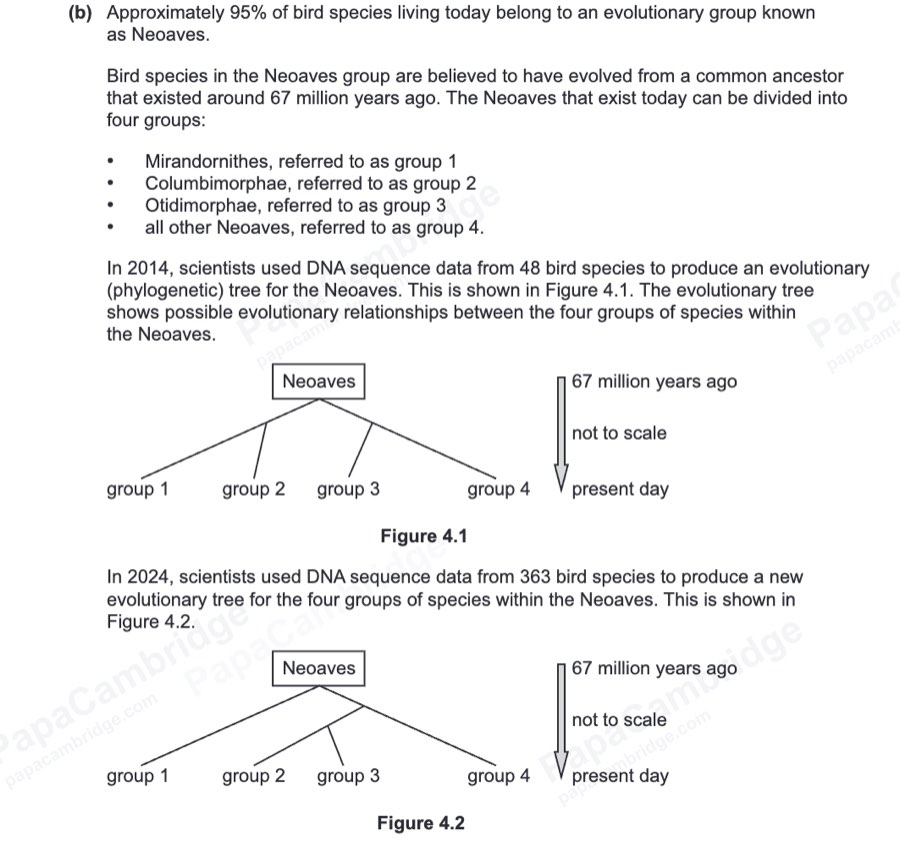 (b) Approximately 95% of bird species living today belong to an evolutionary group known
as Neoaves.
Bird species in the Neoaves group are believed to have evolved from a common ancestor
that existed around 67 million years ago. The Neoaves that exist today can be divided into
four groups:
• Mirandornithes, referred to as group 1
• Columbimorphae, referred to as group 2
• Otidimorphae, referred to as group 3
• all other Neoaves, referred to as group 4.
In 2014, scientists used DNA sequence data from 48 bird species to produce an evolutionary
(phylogenetic) tree for the Neoaves. This is shown in Figure 4.1. The evolutionary tree
shows possible evolutionary relationships between the four groups of species within
the Neoaves.
Neoaves
67 million years ago
not to scale
group 1 group 2 group 3 group 4 present day
Figure 4.1
In 2024, scientists used DNA sequence data from 363 bird species to produce a new
evolutionary tree for the four groups of species within the Neoaves. This is shown in
Figure 4.2.
Neoaves
67 million years ago
not to scale
group 1 group 2 group 3 group 4 present day
Figure 4.2
PapaCambridge
papacambridge.com